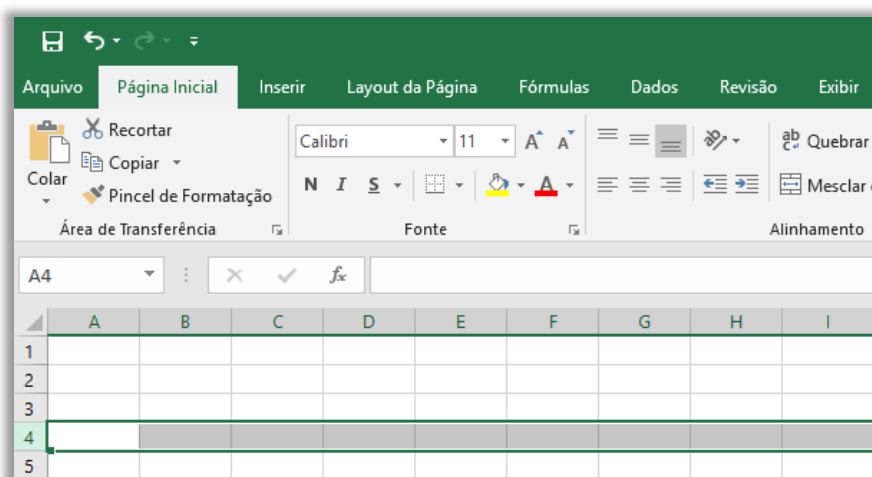 Arquivo Página Inicial Inserir Layout da Página Fórmulas Dados Revisão Exibir
Recortar
Copiar
Pincel de Formatação
Colar
Área de Transferência
Calibri 11 A A
N I S A
Fonte
ab c Quebrar
Mesclar
Alinhamento
A4 fx
A B C D E F G H I
1
2
3
4
5